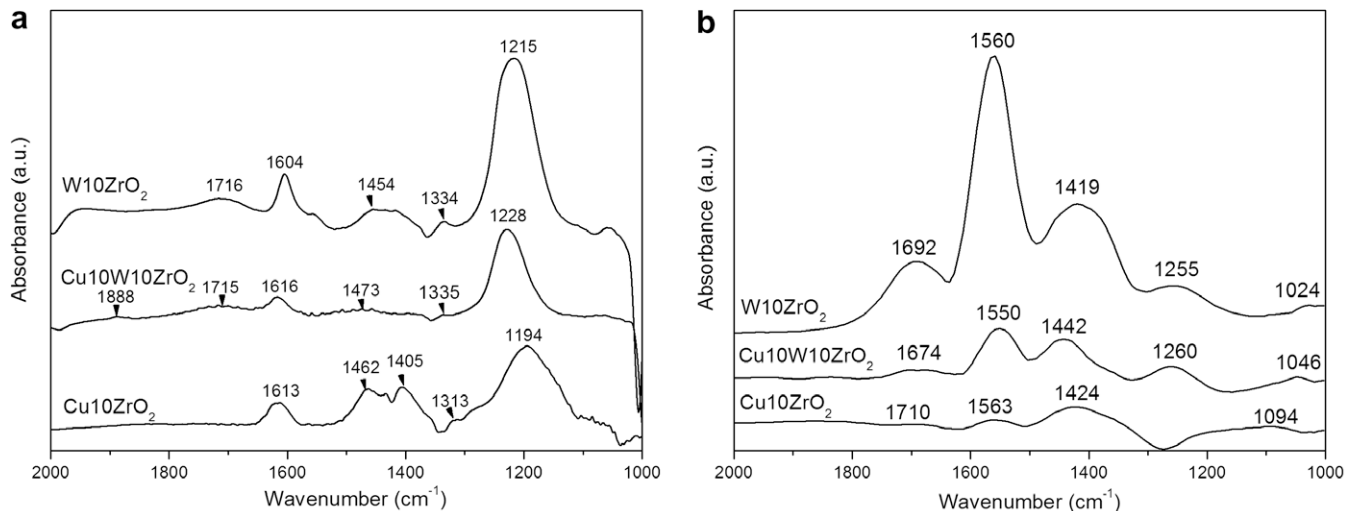 a
1215
1604
1716
1454
1334
W10ZrO₂
1228
Cu10W10ZrO₂
1888
1715
1616
1473
1335
1194
1462
1405
1613
1313
Cu10ZrO₂
Absorbance (a.u.)
2000 1800 1600 1400 1200 1000
Wavenumber (cm⁻¹)
b
1560
1419
1692
1255
1024
W10ZrO₂
1550
1442
1674
1260
1046
Cu10W10ZrO₂
1424
1710
1563
1094
Cu10ZrO₂
Absorbance (a.u.)
2000 1800 1600 1400 1200 1000
Wavenumber (cm⁻¹)